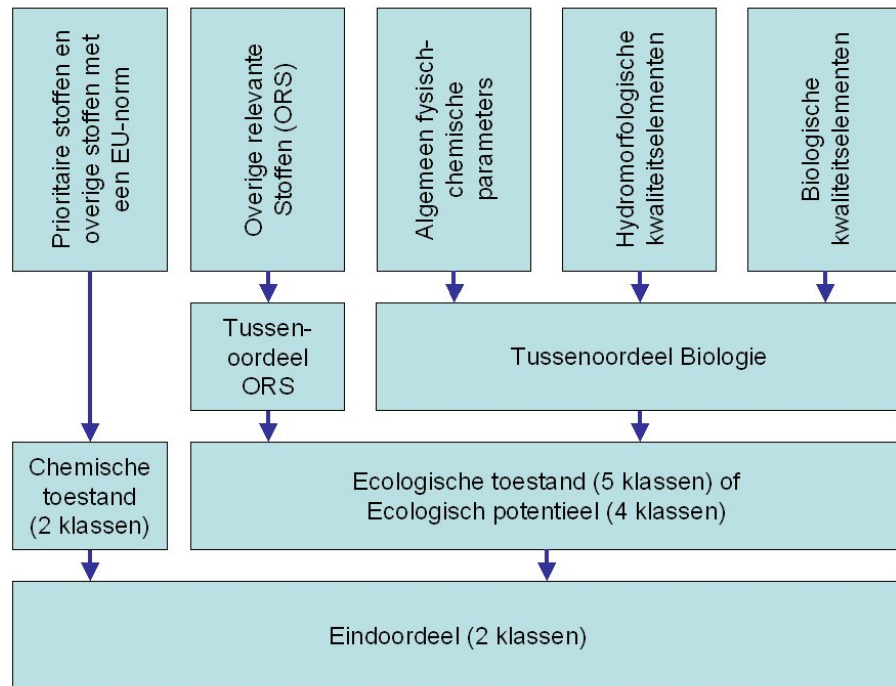 Prioritaire stoffen en
overige stoffen met
een EU-norm
Overige relevante
Stoffen (ORS)
Algemeen fysisch-
chemische
parameters
Hydromorfologische
kwaliteitselementen
Biologische
kwaliteitselementen
Tussen-
oordeel
ORS
Tussenoordeel Biologie
Chemische
toestand
(2 klassen)
Ecologische toestand (5 klassen) of
Ecologisch potentieel (4 klassen)
Eindoordeel (2 klassen)